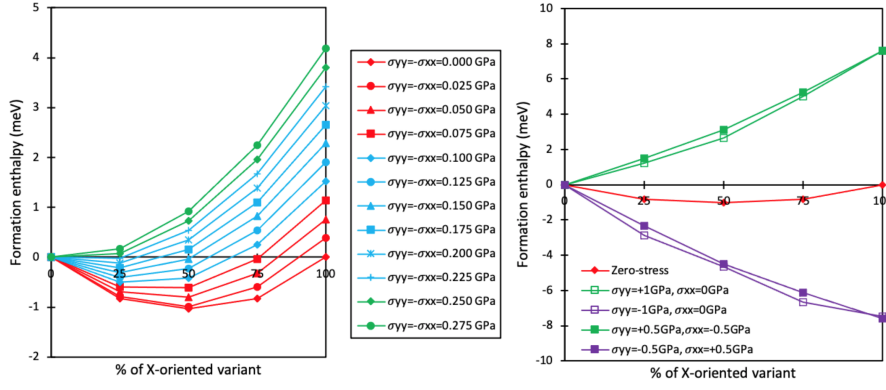 5
4
3
2
1
0
-1
-2
0
25
50
75
100
Formation enthalpy (meV)
% of X-oriented variant
σyy=-σxx=0.000 GPa
σyy=-σxx=0.025 GPa
σyy=-σxx=0.050 GPa
σyy=-σxx=0.075 GPa
σyy=-σxx=0.100 GPa
σyy=-σxx=0.125 GPa
σyy=-σxx=0.150 GPa
σyy=-σxx=0.175 GPa
σyy=-σxx=0.200 GPa
σyy=-σxx=0.225 GPa
σyy=-σxx=0.250 GPa
σyy=-σxx=0.275 GPa
10
8
6
4
2
0
-2
-4
-6
-8
-10
0
25
50
75
10
Formation enthalpy (meV)
Zero-stress
σyy=+1GPa, σxx=0GPa
σyy=-1GPa, σxx=0GPa
σyy=+0.5GPa,σxx=-0.5GPa
σyy=-0.5GPa, σxx=+0.5GPa
% of X-oriented variant